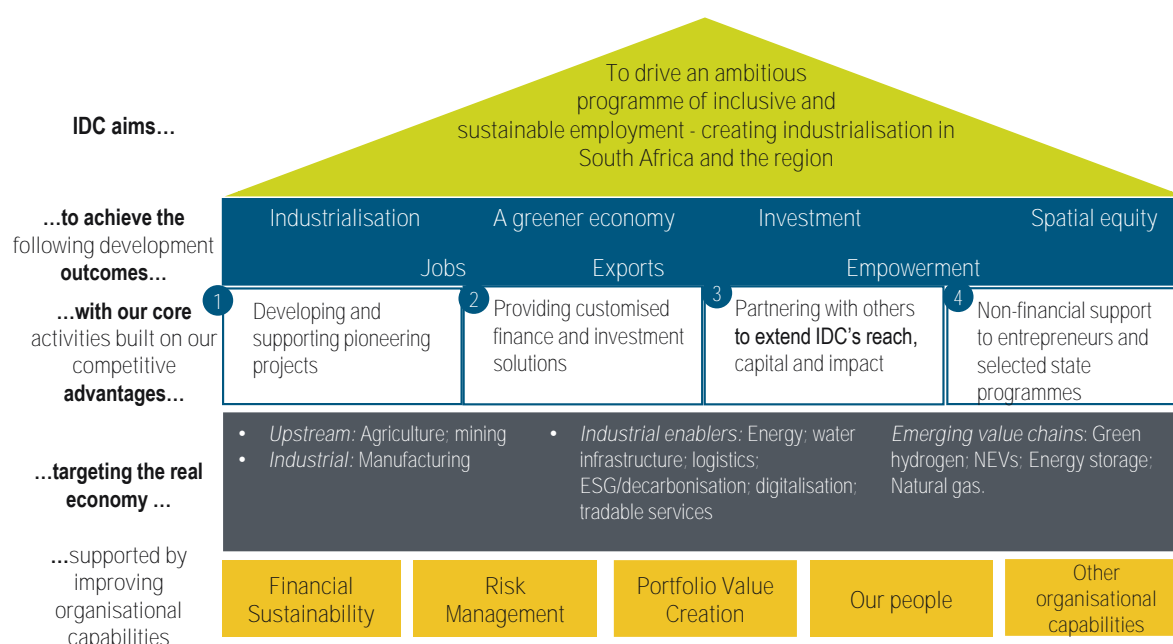 To drive an ambitious
programme of inclusive and
sustainable employment - creating industrialisation in
South Africa and the region
IDC aims…
…to achieve the
following development
outcomes…
Industrialisation
A greener economy
Investment
Spatial equity
Jobs
Exports
Empowerment
…with our core
activities built on our
competitive
advantages…
1
Developing and
supporting pioneering
projects
2
Providing customised
finance and investment
solutions
3
Partnering with others
to extend IDC's reach,
capital and impact
4
Non-financial support
to entrepreneurs and
selected state
programmes
…targeting the real
economy …
• Upstream: Agriculture; mining
• Industrial: Manufacturing
• Industrial enablers: Energy; water
infrastructure; logistics;
ESG/decarbonisation; digitalisation;
tradable services
Emerging value chains: Green
hydrogen; NEVs; Energy storage;
Natural gas.
…supported by
improving
organisational
capabilities
Financial
Sustainability
Risk
Management
Portfolio Value
Creation
Our people
Other
organisational
capabilities